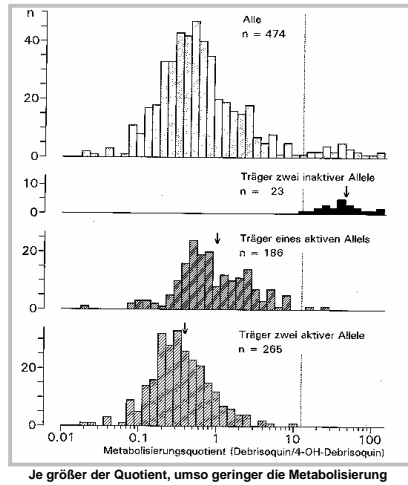 n
Alle
n = 474
40
20
0
Träger zwei inaktiver Allele
n = 23
10
0
Träger eines aktiven Allels
n = 186
20
0
Träger zwei aktiver Allele
n = 265
20
0.01 0.1 1 10 100
Metabolisierungsquotient (Debrisoquin/4-OH-Debrisoquin)
Je größer der Quotient, umso geringer die Metabolisierung